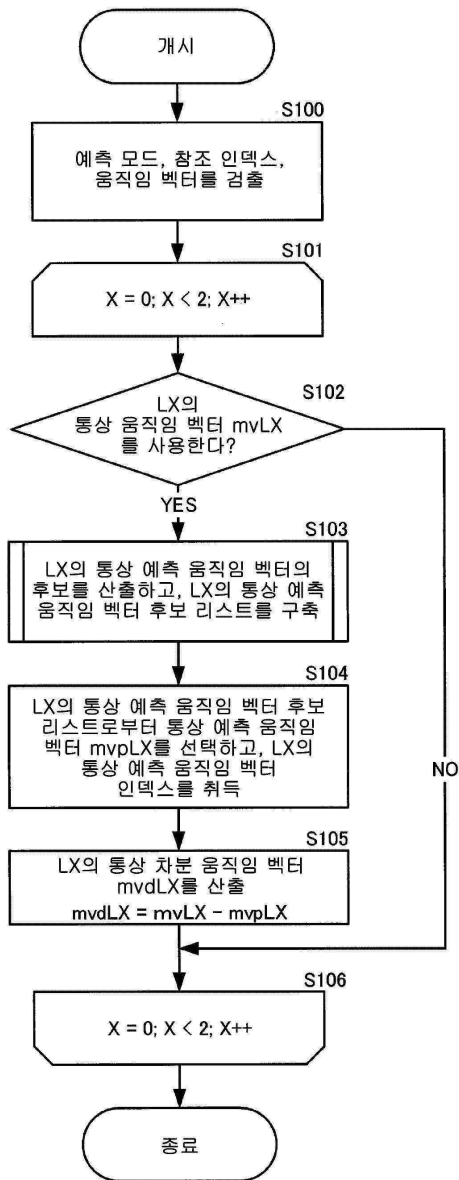 개시
S100
예측 모드, 참조 인덱스,
움직임 벡터를 검출
S101
X = 0; X < 2; X++
S102
LX의
통상 움직임 벡터 mvLX
를 사용한다?
YES
NO
S103
LX의 통상 예측 움직임 벡터의
후보를 산출하고, LX의 통상 예측
움직임 벡터 후보 리스트를 구축
S104
LX의 통상 예측 움직임 벡터 후보
리스트로부터 통상 예측 움직임
벡터 mvpLX를 선택하고, LX의
통상 예측 움직임 벡터
인덱스를 취득
S105
LX의 통상 차분 움직임 벡터
mvdLX를 산출
mvdLX = mvLX - mvpLX
S106
X = 0; X < 2; X++
종료